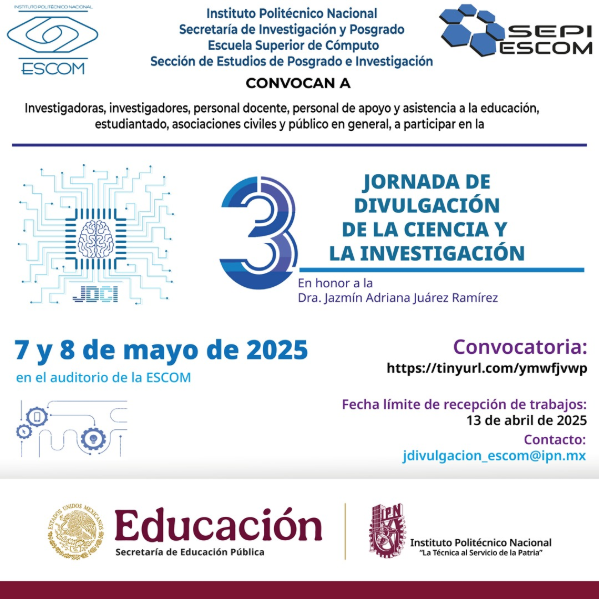 INSTITUTO POLITÉCNICO NACIONAL
ESCOM
Instituto Politécnico Nacional
Secretaría de Investigación y Posgrado
Escuela Superior de Cómputo
Sección de Estudios de Posgrado e Investigación
SEPI
ESCOM
CONVOCAN A
Investigadoras, investigadores, personal docente, personal de apoyo y asistencia a la educación,
estudiantado, asociaciones civiles y público en general, a participar en la
JDCI
3
JORNADA DE
DIVULGACIÓN
DE LA CIENCIA Y
LA INVESTIGACIÓN
En honor a la
Dra. Jazmín Adriana Juárez Ramírez
7 y 8 de mayo de 2025
en el auditorio de la ESCOM
Convocatoria:
https://tinyurl.com/ymwfjvwp
Fecha límite de recepción de trabajos:
13 de abril de 2025
Contacto:
jdivulgacion_escom@ipn.mx
ESTADOS UNIDOS MEXICANOS
Educación
Secretaría de Educación Pública
IPN
Instituto Politécnico Nacional
"La Técnica al Servicio de la Patria"